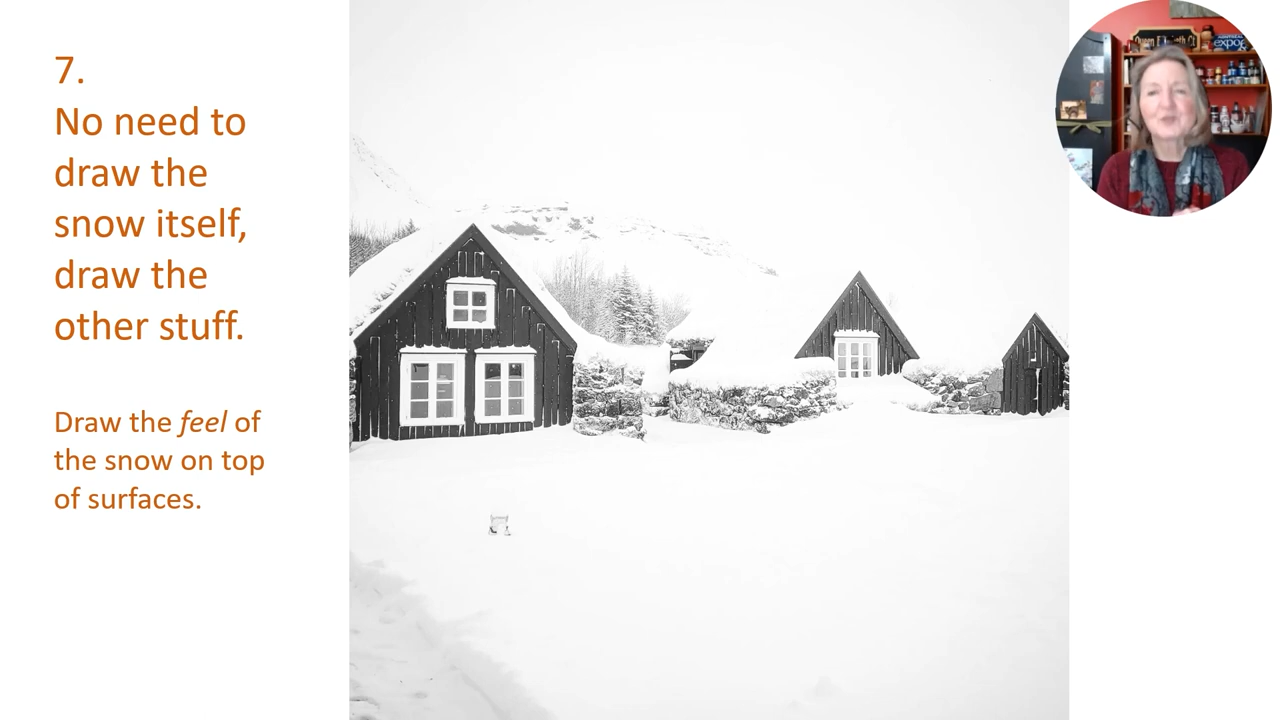 7.
No need to
draw the
snow itself,
draw the
other stuff.
Draw the feel of
the snow on top
of surfaces.
expo